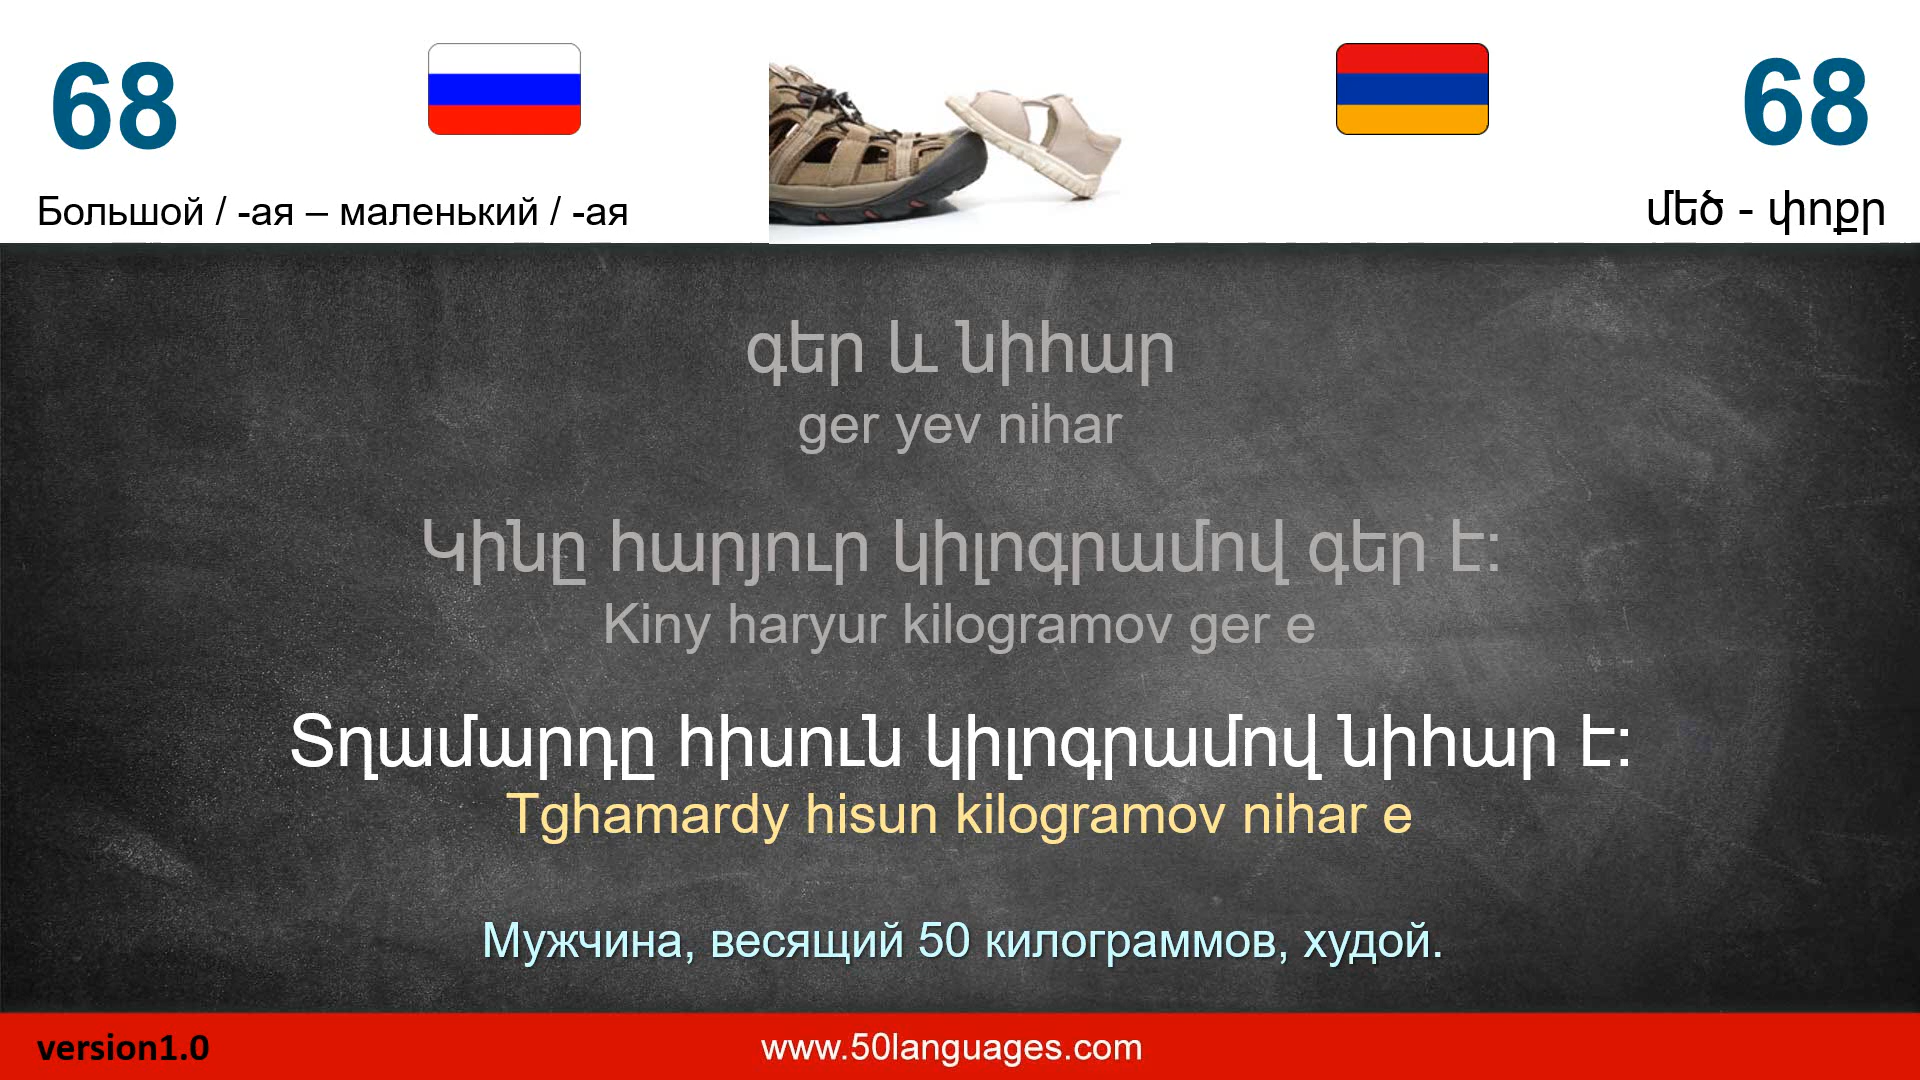 68
68
Большой / -ая – маленький / -ая
մեծ - փոքր
գեր և նիհար
ger yev nihar
Կինը հարյուր կիլոգրամով գեր է:
Kiny haryur kilogramov ger e
Տղամարդը հիսուն կիլոգրամով նիհար է:
Tghamardy hisun kilogramov nihar e
Мужчина, весящий 50 килограммов, худой.
version1.0
www.50languages.com